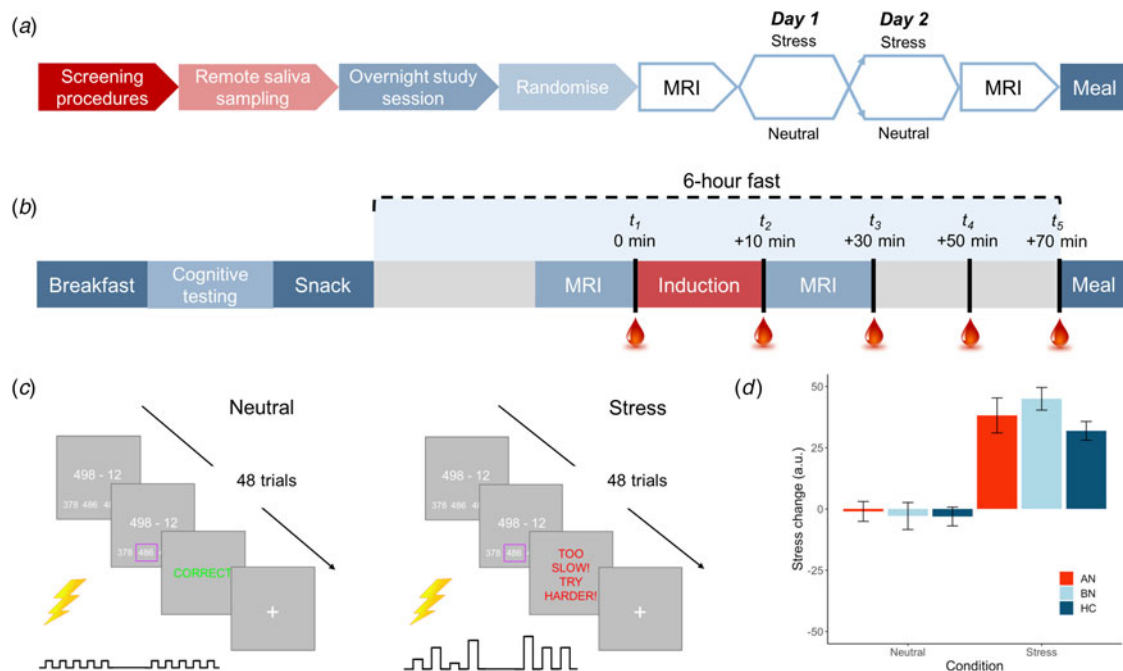 (a)
Day 1
Day 2
Stress
Stress
Screening
procedures
Remote saliva
sampling
Overnight study
session
Randomise
MRI
MRI
Meal
Neutral
Neutral
6-hour fast
(b)
t1
t2
t3
t4
t5
0 min
+10 min
+30 min
+50 min
+70 min
Breakfast
Cognitive
testing
Snack
MRI
Induction
MRI
Meal
(c)
Neutral
498 - 12
378 486
48 trials
498 - 12
378 486
CORRECT
+
Stress
498 - 12
378 486
48 trials
498 - 12
378 486
TOO
SLOW!
TRY
HARDER!
+
(d)
Stress change (a.u.)
50
25
0
-25
-50
AN
BN
HC
Neutral
Stress
Condition